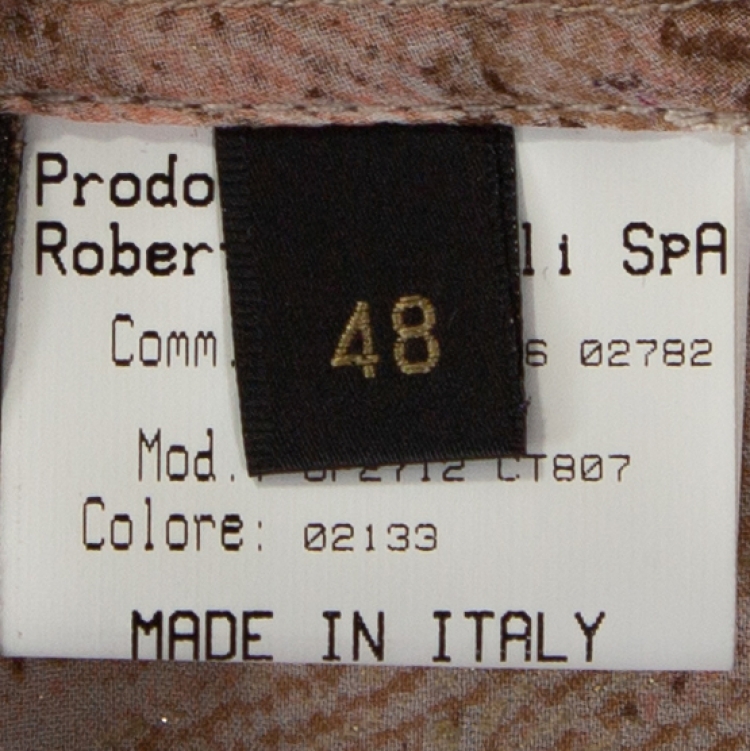 Prodo
Rober li SpA
48
Comm. 6 02782
Mod. CT807
Colore: 02133
MADE IN ITALY